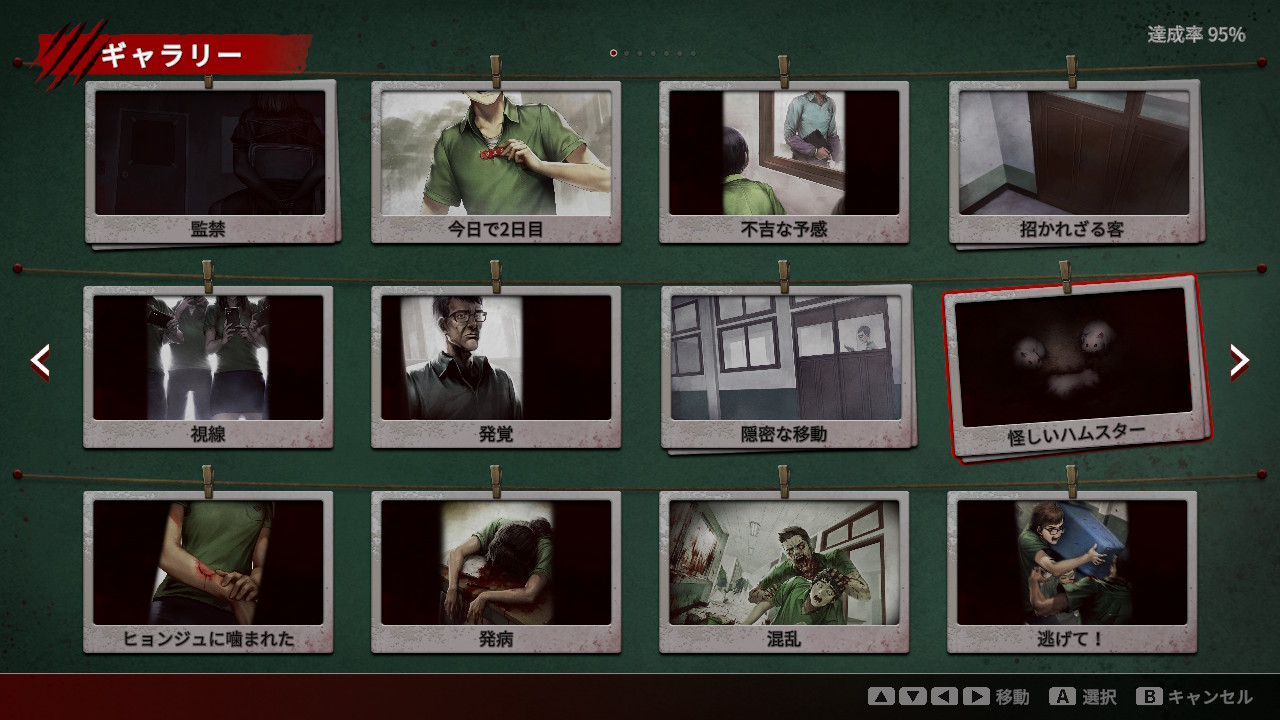 ギャラリー
達成率 95%
監禁
今日で2日目
不吉な予感
招かれざる客
視線
発覚
隠密な移動
怪しいハムスター
ヒョンジュに噛まれた
発病
混乱
逃げて！
移動 A 選択 B キャンセル